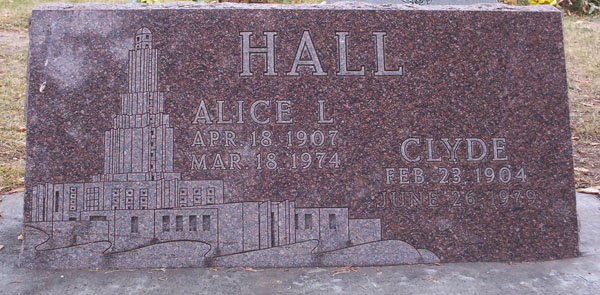 HALL
ALICE L.
APR. 18. 1907
MAR. 18. 1974
CLYDE
FEB. 23. 1904
JUNE 26. 1979